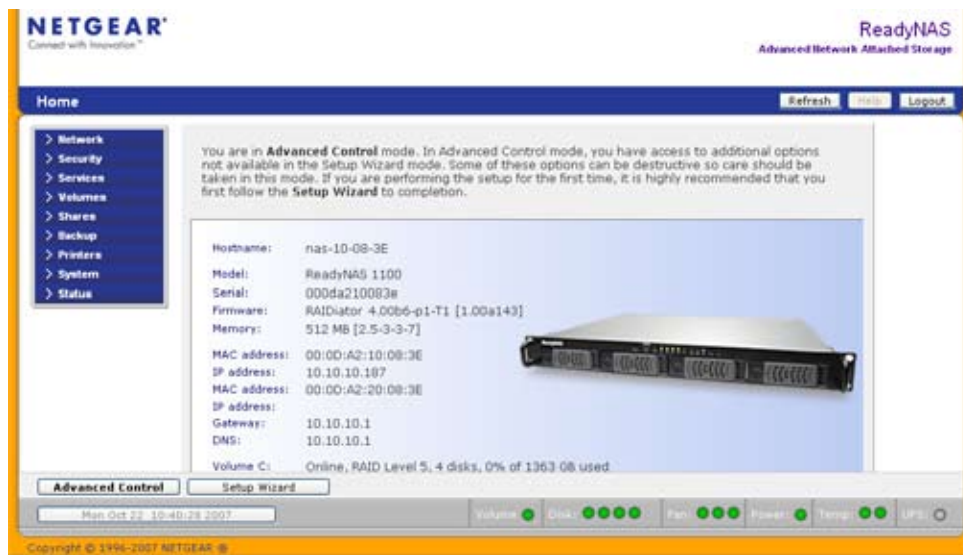 NETGEAR
Connect with Innovation™
ReadyNAS
Advanced Network Attached Storage
Home
Refresh
Help
Logout
> Network
> Security
> Services
> Volumes
> Shares
> Backup
> Printers
> System
> Status
You are in Advanced Control mode. In Advanced Control mode, you have access to additional options
not available in the Setup Wizard mode. Some of these options can be destructive so care should be
taken in this mode. If you are performing the setup for the first time, it is highly recommended that you
first follow the Setup Wizard to completion.
Hostname: nas-10-08-3E
Model: ReadyNAS 1100
Serial: 000da210083e
Firmware: RAIDiator 4.00b6-p1-T1 [1.00a143]
Memory: 512 MB [2.5-3-3-7]
MAC address: 00:0D:A2:10:08:3E
IP address: 10.10.10.187
MAC address: 00:0D:A2:20:08:3E
IP address:
Gateway: 10.10.10.1
DNS: 10.10.10.1
Volume C: Online, RAID Level 5, 4 disks, 0% of 1363 GB used
Advanced Control
Setup Wizard
Mon Oct 22 10:40:28 2007
Volume:
Disk:
Fan:
Power:
Temp:
UPS:
Copyright © 1996-2007 NETGEAR ®